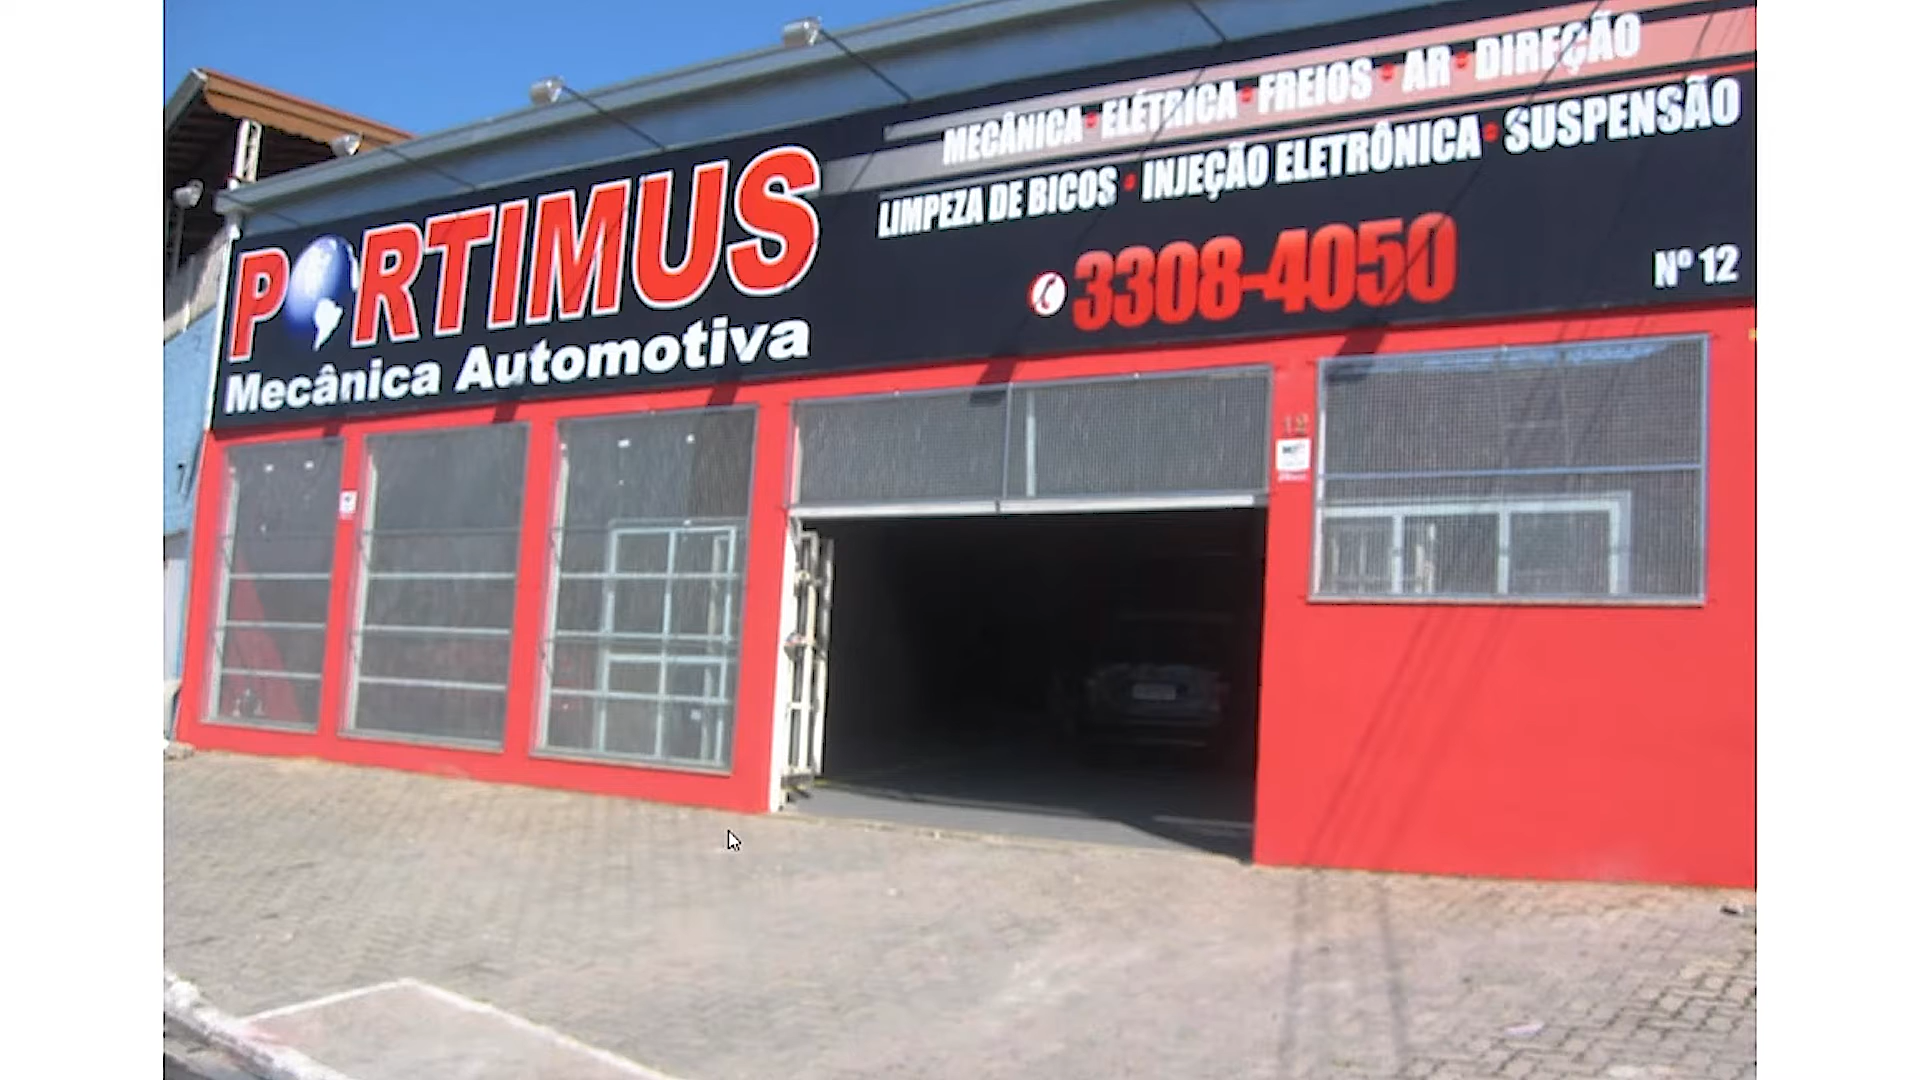 PORTIMUS
Mecânica Automotiva
MECÂNICA • ELÉTRICA • FREIOS • AR • DIREÇÃO
LIMPEZA DE BICOS • INJEÇÃO ELETRÔNICA • SUSPENSÃO
3308-4050
Nº 12
12